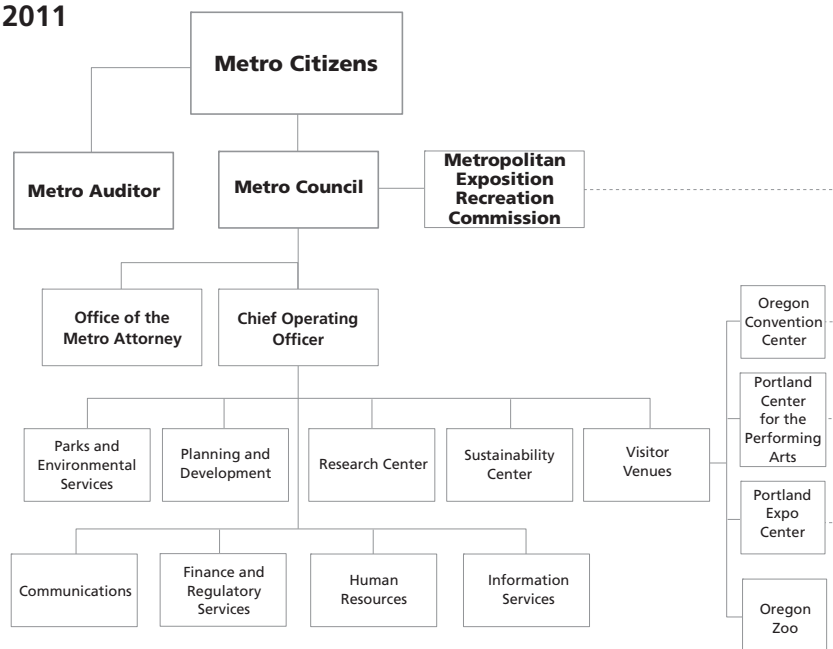 2011
Metro Citizens
Metro Auditor
Metro Council
Metropolitan
Exposition
Recreation
Commission
Office of the
Metro Attorney
Chief Operating
Officer
Oregon
Convention
Center
Portland
Center
for the
Performing
Arts
Parks and
Environmental
Services
Planning and
Development
Research Center
Sustainability
Center
Visitor
Venues
Portland
Expo
Center
Communications
Finance and
Regulatory
Services
Human
Resources
Information
Services
Oregon
Zoo